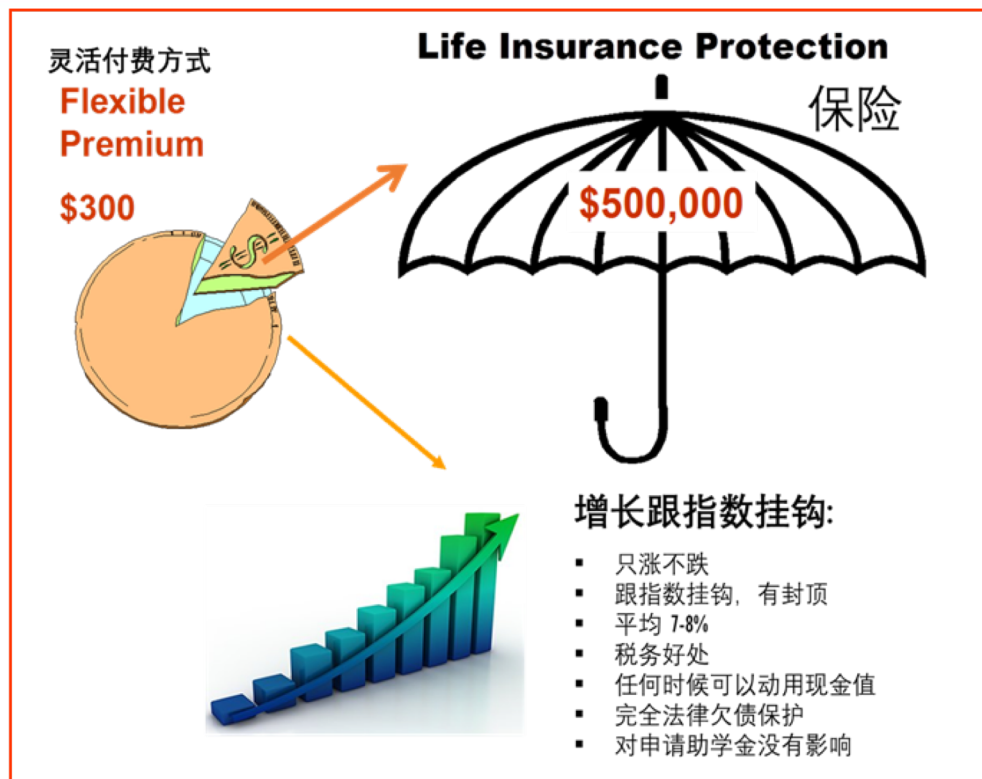 灵活付费方式
Flexible
Premium
$300
Life Insurance Protection
保险
$500,000
增长跟指数挂钩:
▪ 只涨不跌
▪ 跟指数挂钩，有封顶
▪ 平均 7-8%
▪ 税务好处
▪ 任何时候可以动用现金值
▪ 完全法律欠债保护
▪ 对申请助学金没有影响